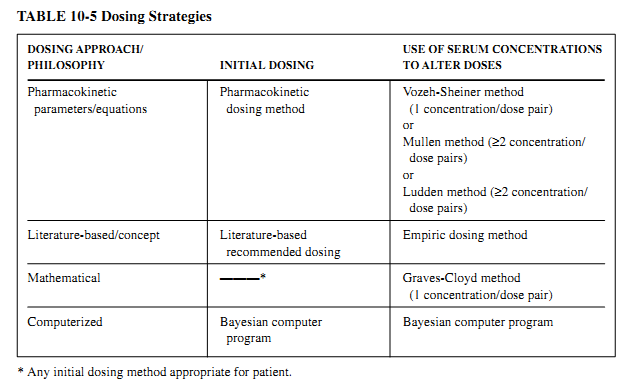 TABLE 10-5 Dosing Strategies
DOSING APPROACH/
PHILOSOPHY
INITIAL DOSING
USE OF SERUM CONCENTRATIONS
TO ALTER DOSES
Pharmacokinetic
parameters/equations
Pharmacokinetic
dosing method
Vozeh-Sheiner method
(1 concentration/dose pair)
or
Mullen method (≥2 concentration/
dose pairs)
or
Ludden method (≥2 concentration/
dose pairs)
Literature-based/concept
Literature-based
recommended dosing
Empiric dosing method
Mathematical
———*
Graves-Cloyd method
(1 concentration/dose pair)
Computerized
Bayesian computer
program
Bayesian computer program
* Any initial dosing method appropriate for patient.